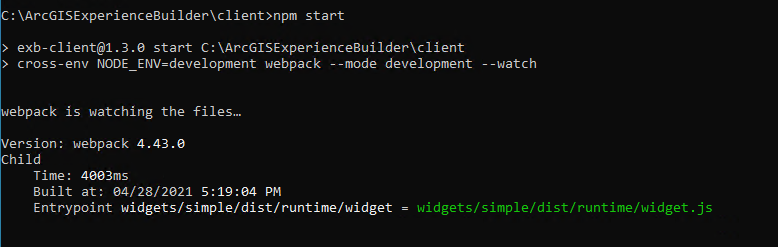 C:\ArcGISExperienceBuilder\client>npm start
> exb-client@1.3.0 start C:\ArcGISExperienceBuilder\client
> cross-env NODE_ENV=development webpack --mode development --watch
webpack is watching the files…
Version: webpack 4.43.0
Child
Time: 4003ms
Built at: 04/28/2021 5:19:04 PM
Entrypoint widgets/simple/dist/runtime/widget = widgets/simple/dist/runtime/widget.js